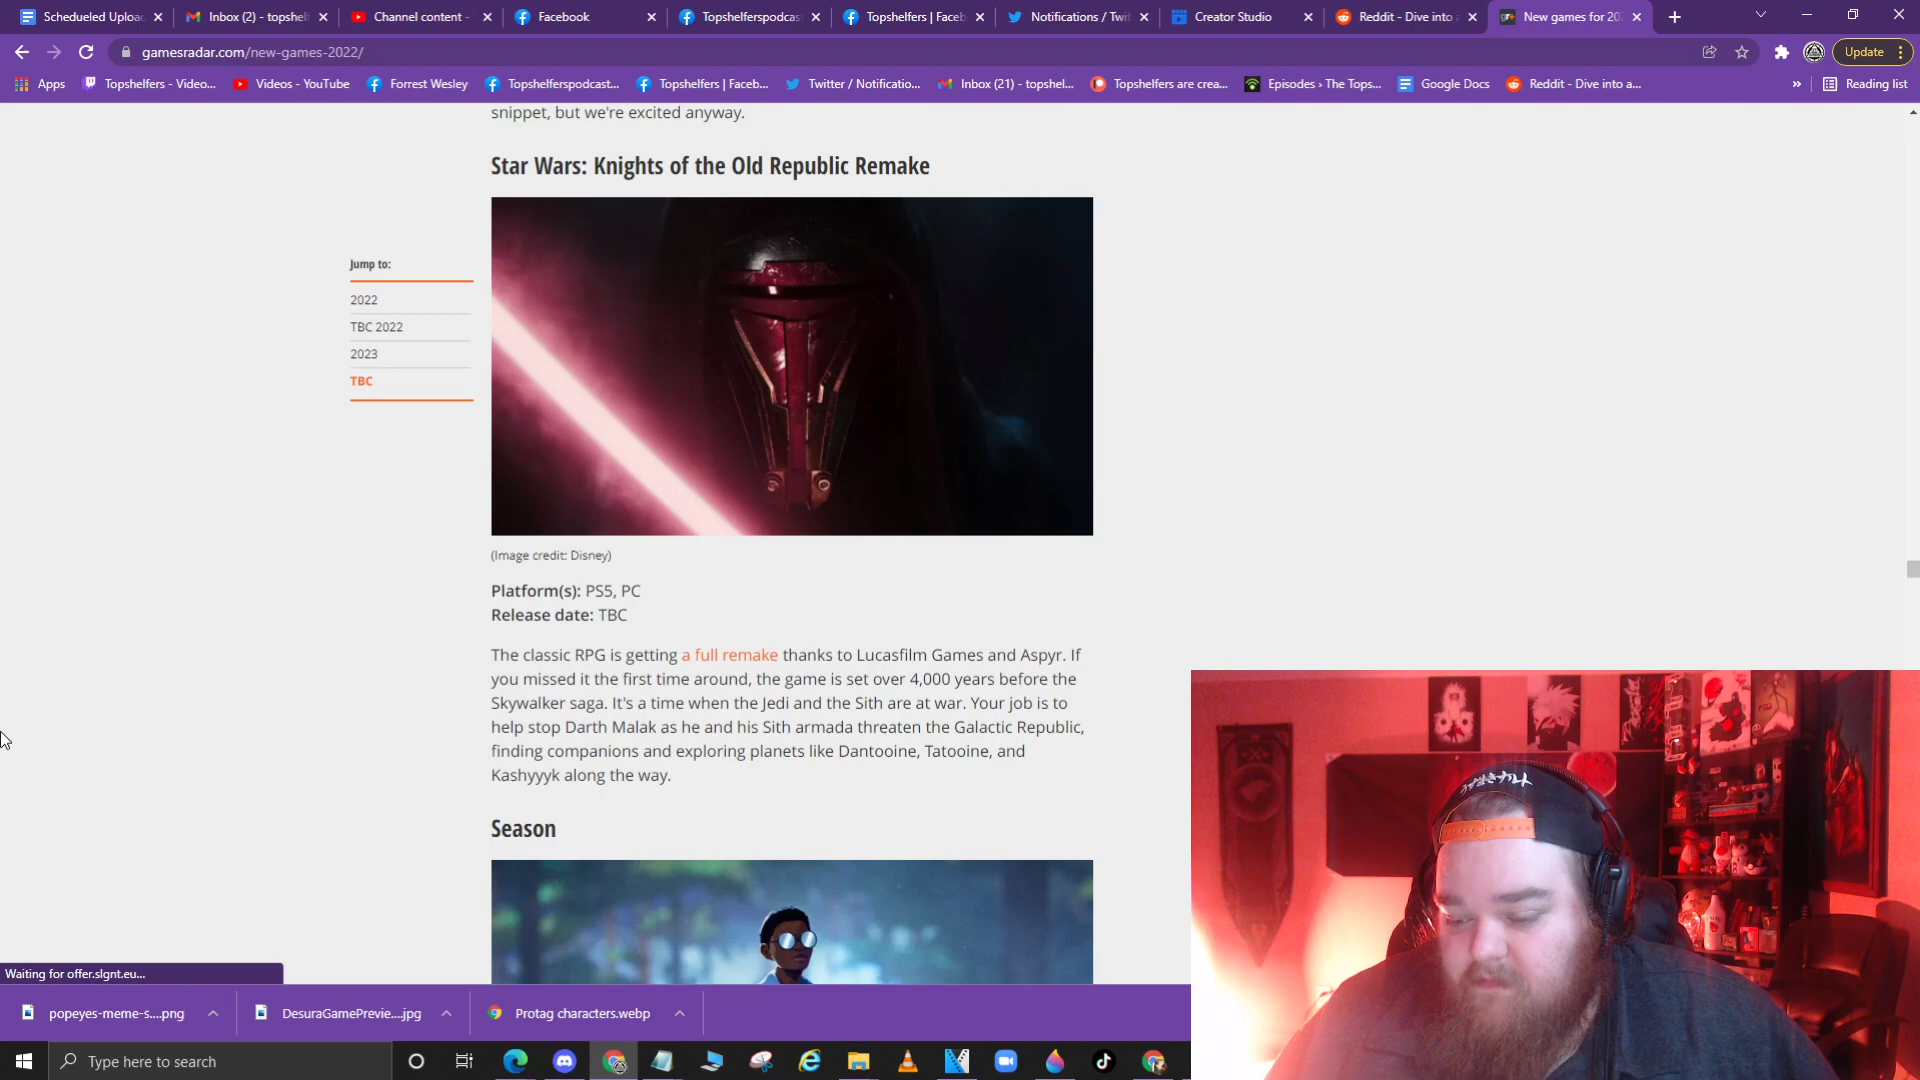 Schedueled Uploa
Inbox (2) - topshel
Channel content -
Facebook
Topshelferspodcas
Topshelfers | Faceb
Notifications / Twit
Creator Studio
Reddit - Dive into a
New games for 202
gamesradar.com/new-games-2022/
Update
Apps
Topshelfers - Video...
Videos - YouTube
Forrest Wesley
Topshelferspodcast...
Topshelfers | Faceb...
Twitter / Notificatio...
Inbox (21) - topshel...
Topshelfers are crea...
Episodes › The Tops...
Google Docs
Reddit - Dive into a...
»
Reading list
snippet, but we're excited anyway.
Star Wars: Knights of the Old Republic Remake
Jump to:
2022
TBC 2022
2023
TBC
(Image credit: Disney)
Platform(s): PS5, PC
Release date: TBC
The classic RPG is getting a full remake thanks to Lucasfilm Games and Aspyr. If
you missed it the first time around, the game is set over 4,000 years before the
Skywalker saga. It's a time when the Jedi and the Sith are at war. Your job is to
help stop Darth Malak as he and his Sith armada threaten the Galactic Republic,
finding companions and exploring planets like Dantooine, Tatooine, and
Kashyyyk along the way.
Season
Waiting for offer.slgnt.eu...
popeyes-meme-s....png
DesuraGamePrevie....jpg
Protag characters.webp
Type here to search